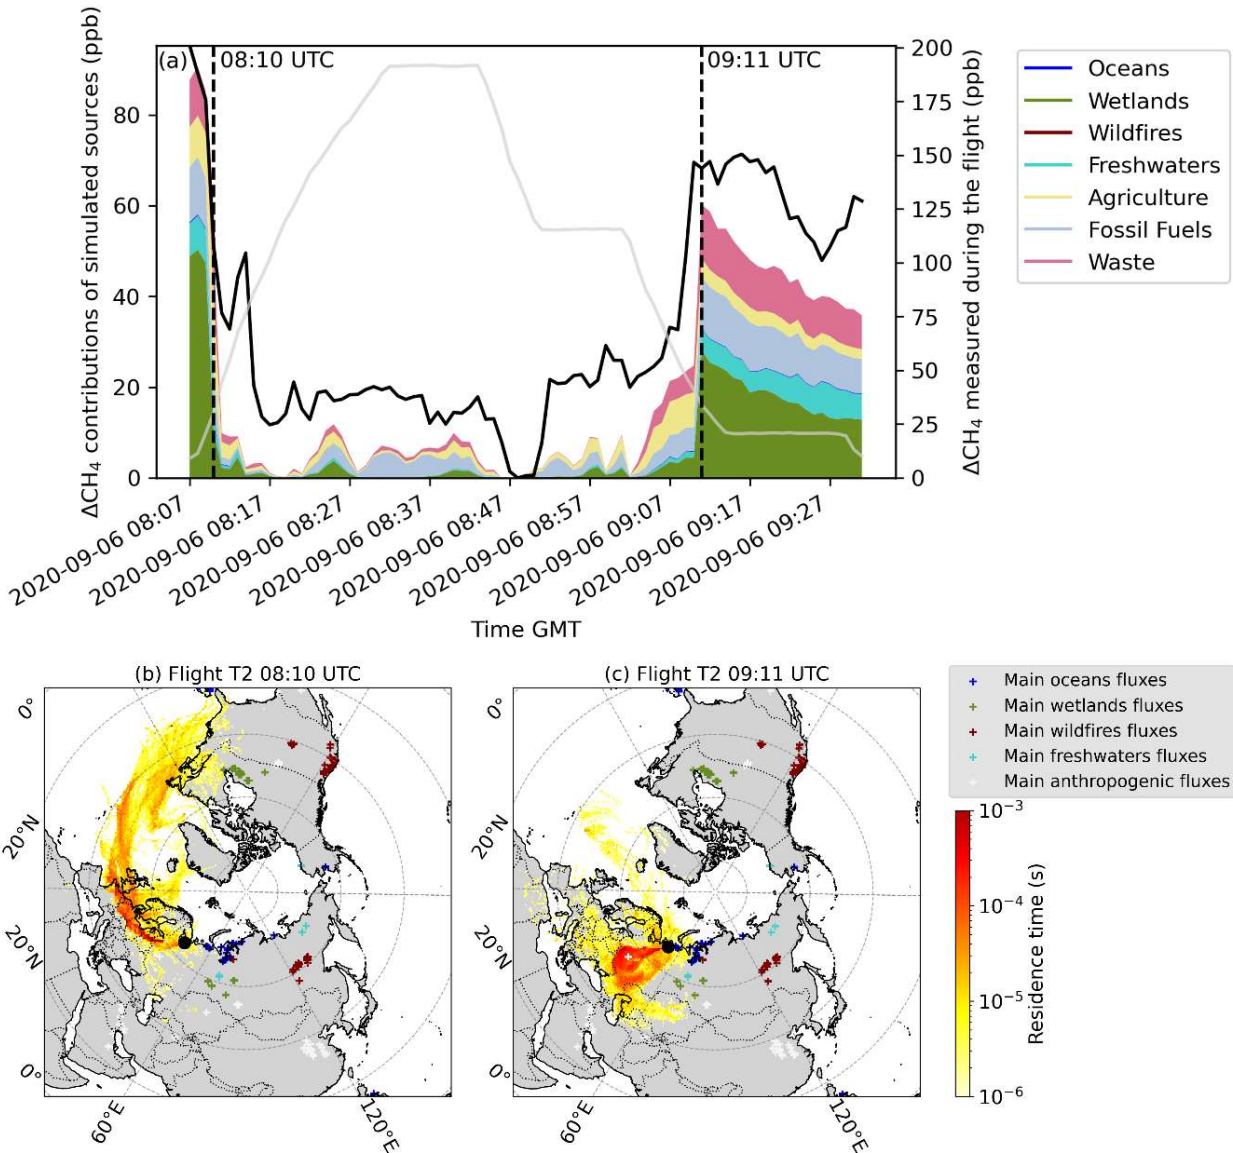 (a)
08:10 UTC
09:11 UTC
ΔCH₄ contributions of simulated sources (ppb)
80
60
40
20
0
200
175
150
125
100
75
50
25
0
ΔCH₄ measured during the flight (ppb)
2020-09-06 08:07
2020-09-06 08:17
2020-09-06 08:27
2020-09-06 08:37
2020-09-06 08:47
2020-09-06 08:57
2020-09-06 09:07
2020-09-06 09:17
2020-09-06 09:27
Time GMT
Oceans
Wetlands
Wildfires
Freshwaters
Agriculture
Fossil Fuels
Waste
(b) Flight T2 08:10 UTC
0°
20°N
20°N
0°
60°E
120°E
(c) Flight T2 09:11 UTC
0°
20°N
20°N
0°
60°E
120°E
Main oceans fluxes
Main wetlands fluxes
Main wildfires fluxes
Main freshwaters fluxes
Main anthropogenic fluxes
10⁻³
10⁻⁴
10⁻⁵
10⁻⁶
Residence time (s)